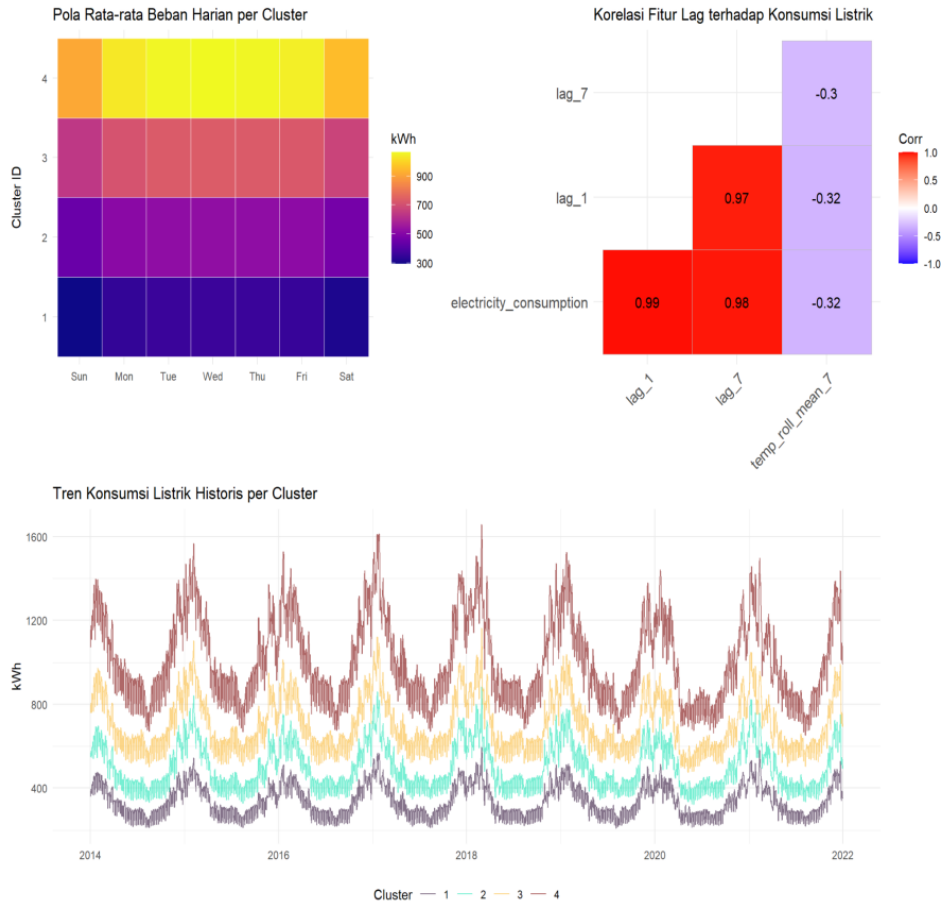 Pola Rata-rata Beban Harian per Cluster
Cluster ID
4
3
2
1
Sun Mon Tue Wed Thu Fri Sat
kWh
900
700
500
300
Korelasi Fitur Lag terhadap Konsumsi Listrik
lag_7
lag_1
electricity_consumption
-0.3
0.97 -0.32
0.99 0.98 -0.32
lag_1 lag_7 temp_roll_mean_7
Corr
1.0
0.5
0.0
-0.5
-1.0
Tren Konsumsi Listrik Historis per Cluster
kWh
1600
1200
800
400
2014 2016 2018 2020 2022
Cluster 1 2 3 4